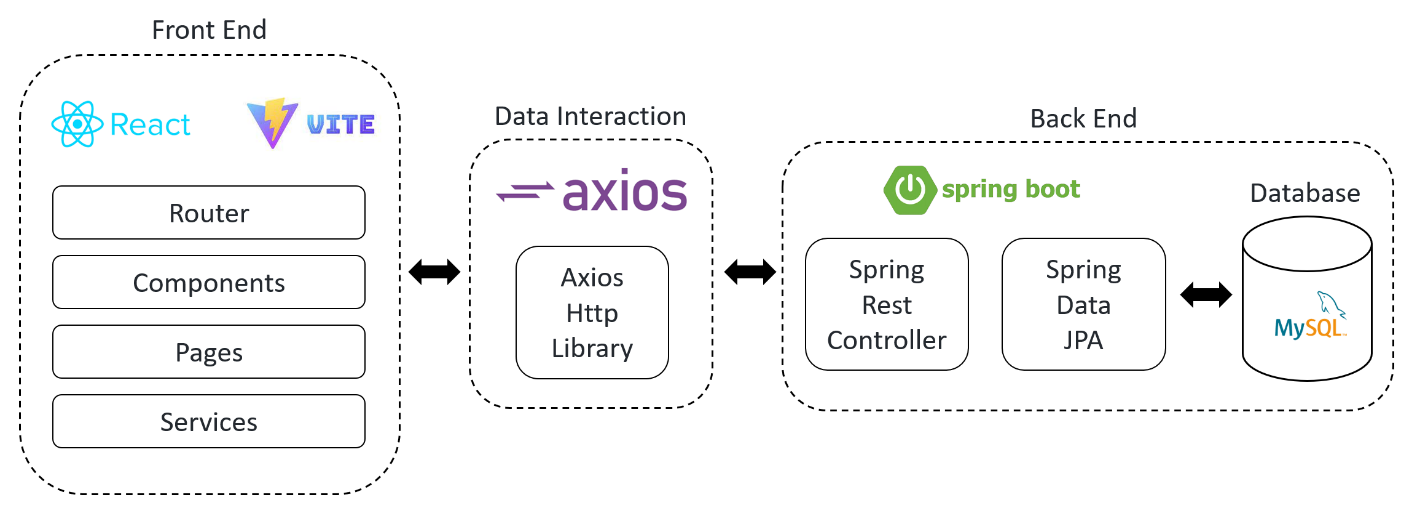 Front End
React
VITE
Router
Components
Pages
Services
Data Interaction
axios
Axios
Http
Library
Back End
spring boot
Spring
Rest
Controller
Spring
Data
JPA
Database
MySQL™